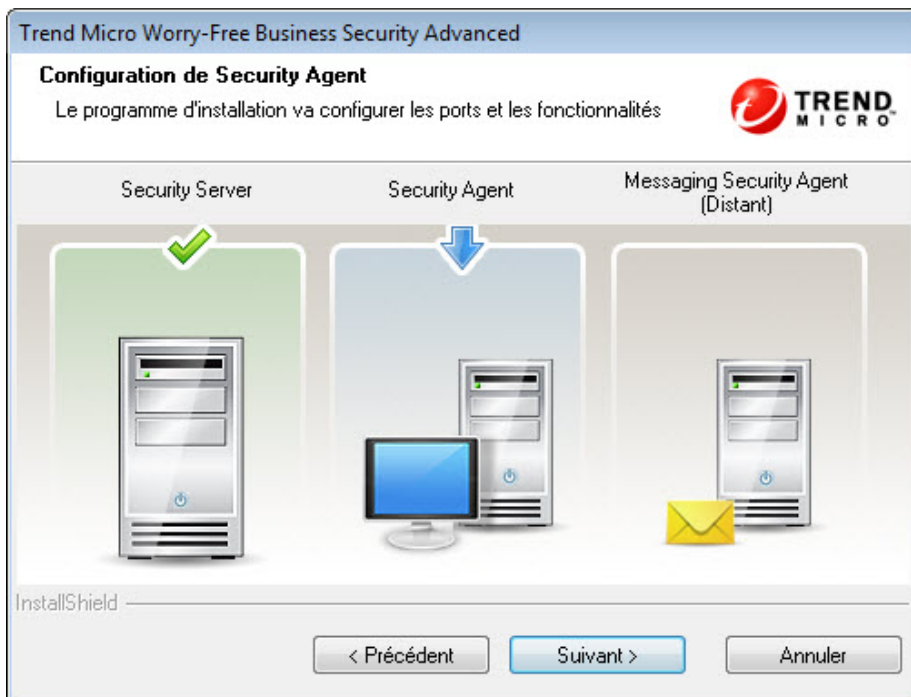 Trend Micro Worry-Free Business Security Advanced
Configuration de Security Agent
Le programme d'installation va configurer les ports et les fonctionnalités
TREND
MICRO™
Security Server
Security Agent
Messaging Security Agent
(Distant)
InstallShield
< Précédent
Suivant >
Annuler